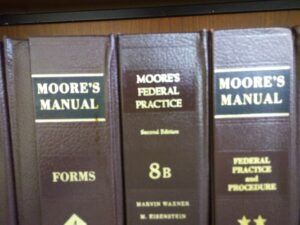 MOORE'S
MANUAL
FORMS
MOORE'S
FEDERAL
PRACTICE
Second Edition
8B
MARVIN WAXNER
M. EISENSTEIN
MOORE'S
MANUAL
FEDERAL
PRACTICE
and
PROCEDURE